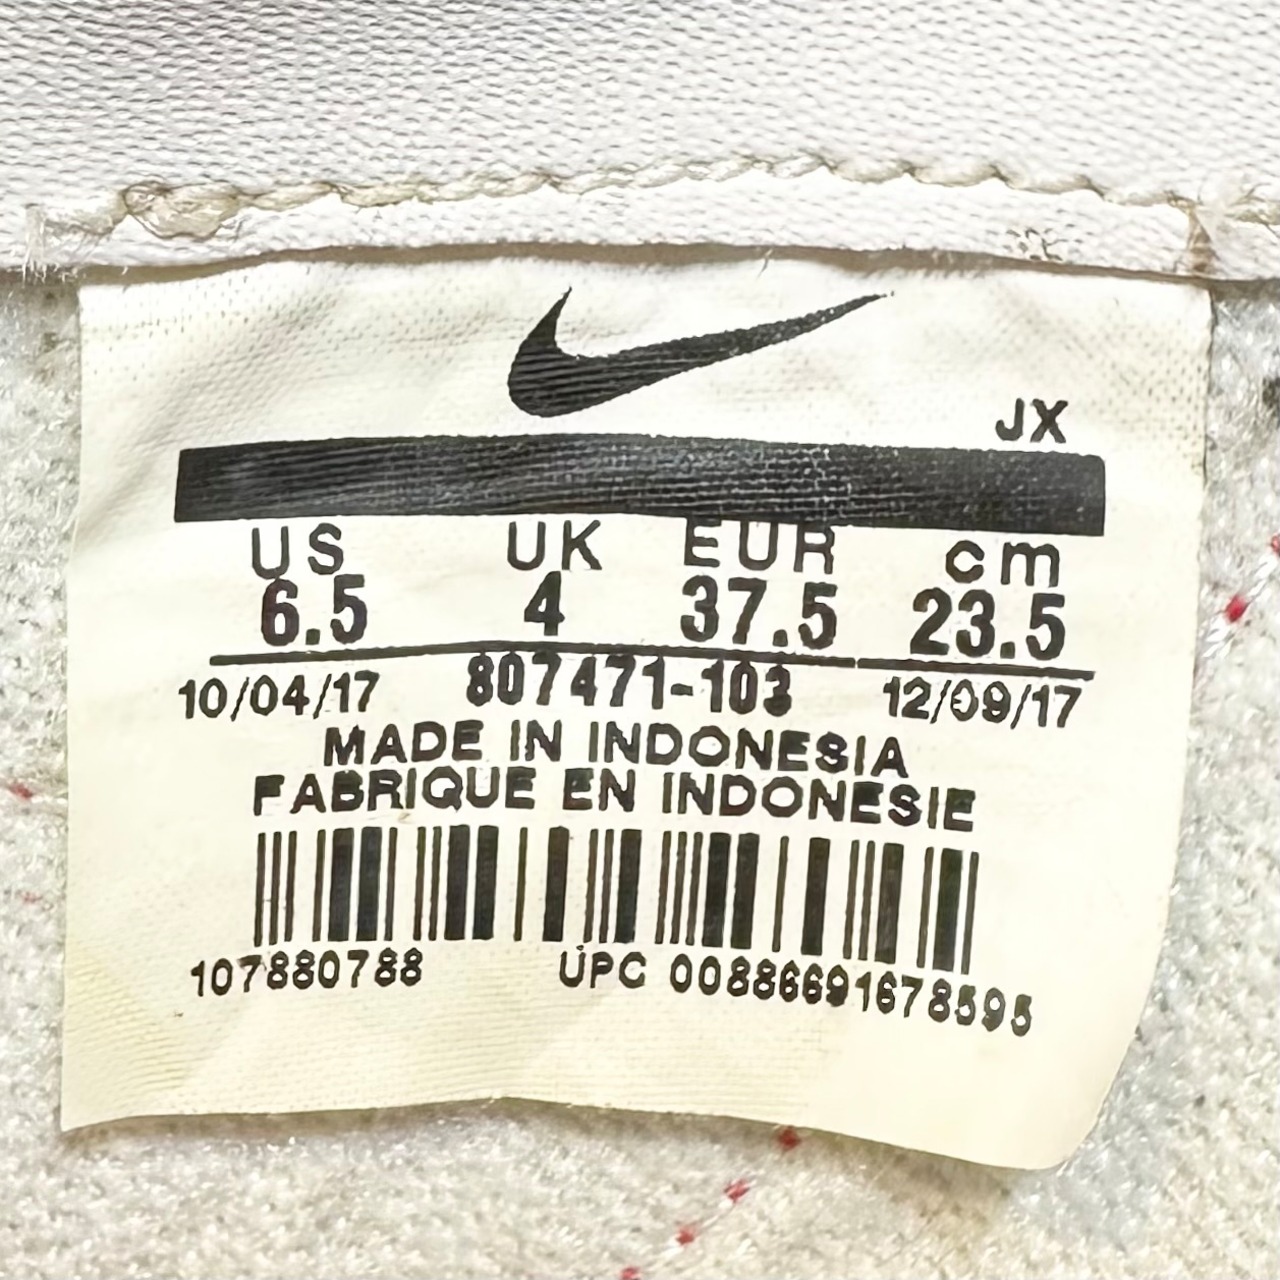 JX
US UK EUR cm
6.5 4 37.5 23.5
10/04/17 807471-103 12/09/17
MADE IN INDONESIA
FABRIQUE EN INDONESIE
107880788 UPC 00886691678595